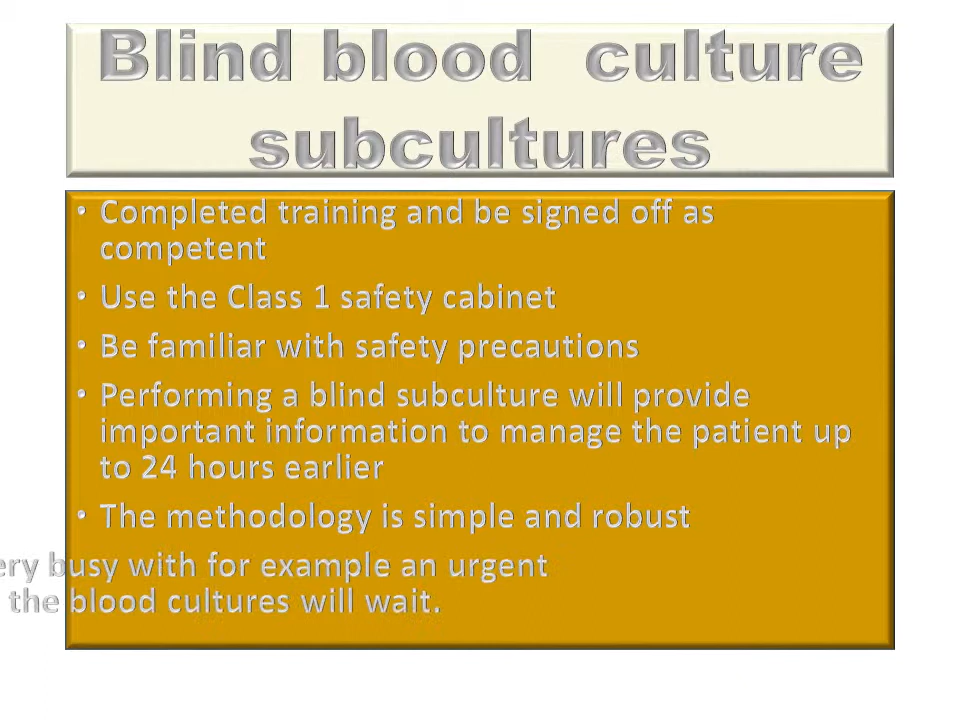 Blind blood culture
subcultures
• Completed training and be signed off as
competent
• Use the Class 1 safety cabinet
• Be familiar with safety precautions
• Performing a blind subculture will provide
important information to manage the patient up
to 24 hours earlier
• The methodology is simple and robust
busy with for example an urgent
the blood cultures will wait.